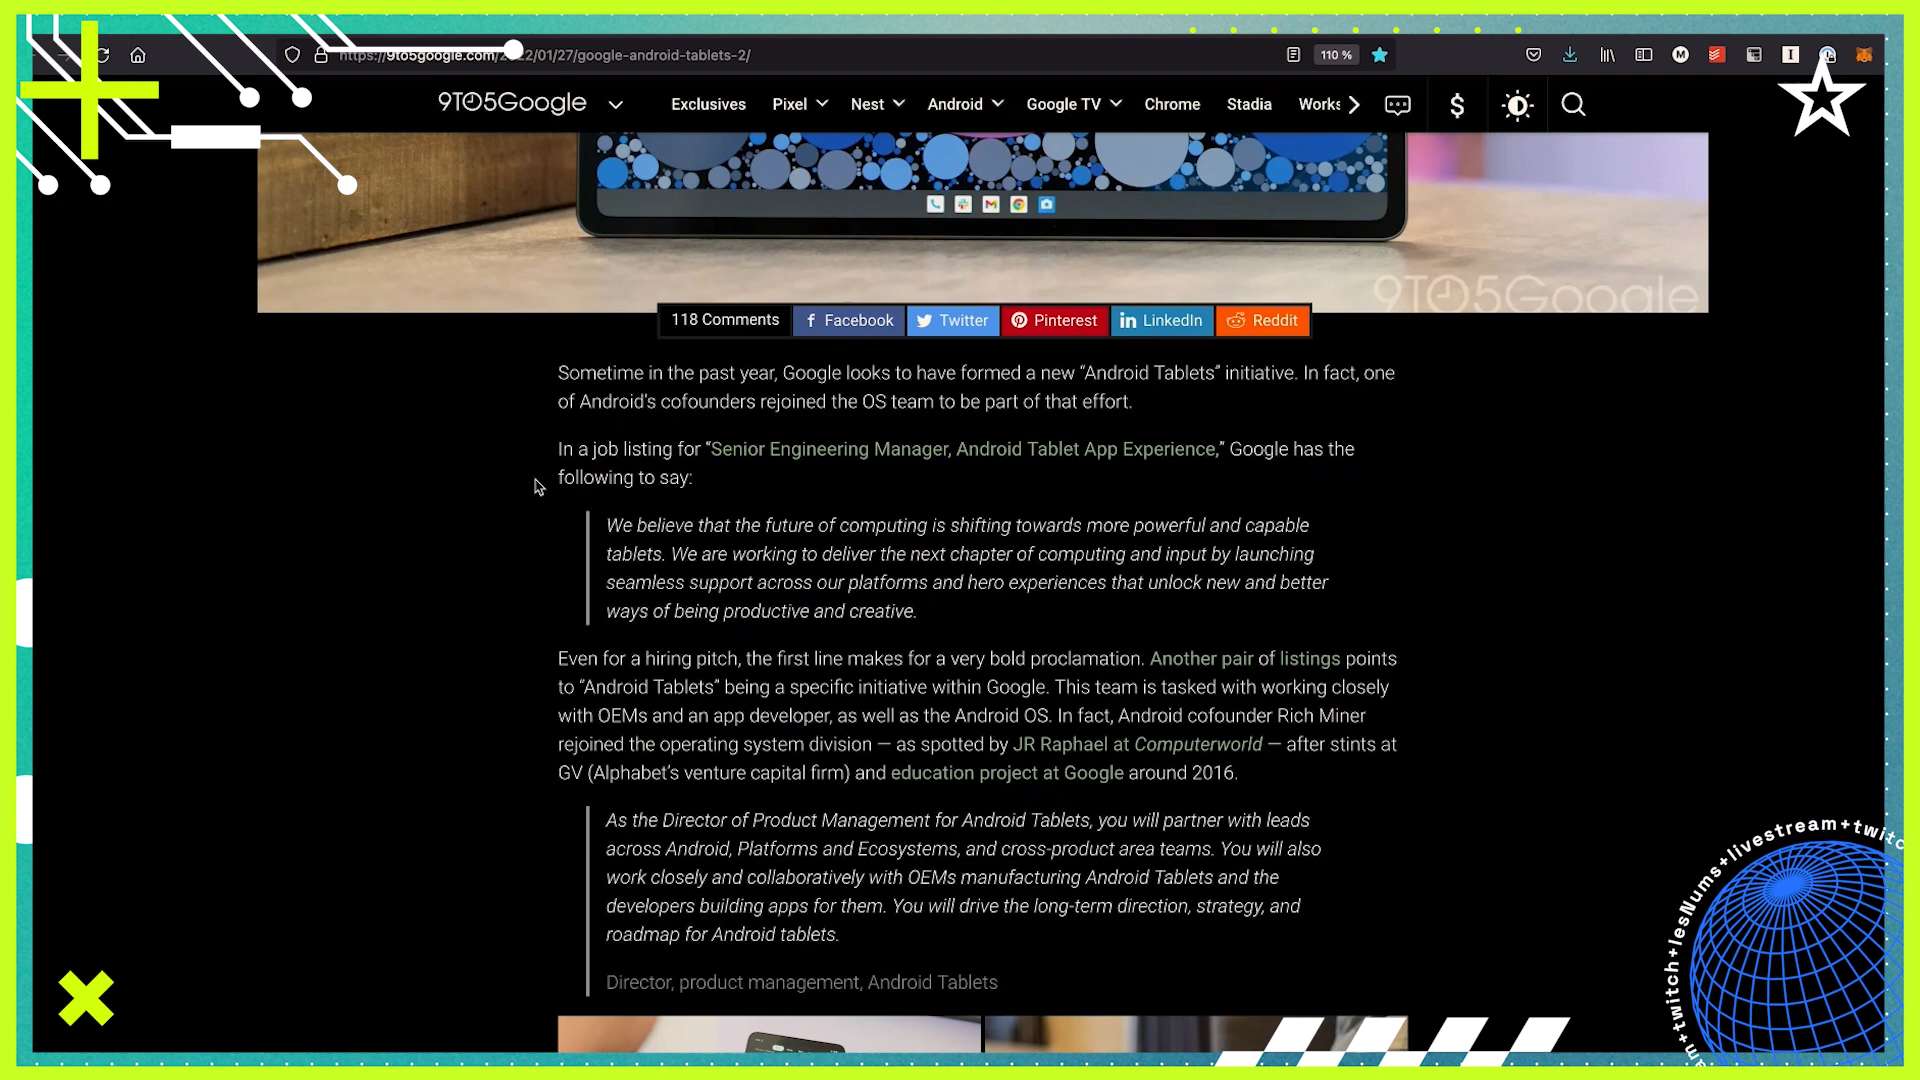 https://9to5google.com/2022/01/27/google-android-tablets-2/
110 %
M
I
9TO5Google
Exclusives
Pixel
Nest
Android
Google TV
Chrome
Stadia
Works
$
9TO5Google
118 Comments
Facebook
Twitter
Pinterest
LinkedIn
Reddit
Sometime in the past year, Google looks to have formed a new “Android Tablets” initiative. In fact, one
of Android’s cofounders rejoined the OS team to be part of that effort.
In a job listing for “Senior Engineering Manager, Android Tablet App Experience,” Google has the
following to say:
We believe that the future of computing is shifting towards more powerful and capable
tablets. We are working to deliver the next chapter of computing and input by launching
seamless support across our platforms and hero experiences that unlock new and better
ways of being productive and creative.
Even for a hiring pitch, the first line makes for a very bold proclamation. Another pair of listings points
to “Android Tablets” being a specific initiative within Google. This team is tasked with working closely
with OEMs and an app developer, as well as the Android OS. In fact, Android cofounder Rich Miner
rejoined the operating system division — as spotted by JR Raphael at Computerworld — after stints at
GV (Alphabet’s venture capital firm) and education project at Google around 2016.
As the Director of Product Management for Android Tablets, you will partner with leads
across Android, Platforms and Ecosystems, and cross-product area teams. You will also
work closely and collaboratively with OEMs manufacturing Android Tablets and the
developers building apps for them. You will drive the long-term direction, strategy, and
roadmap for Android tablets.
Director, product management, Android Tablets
am+twitch+lesNums+livestream+twitc